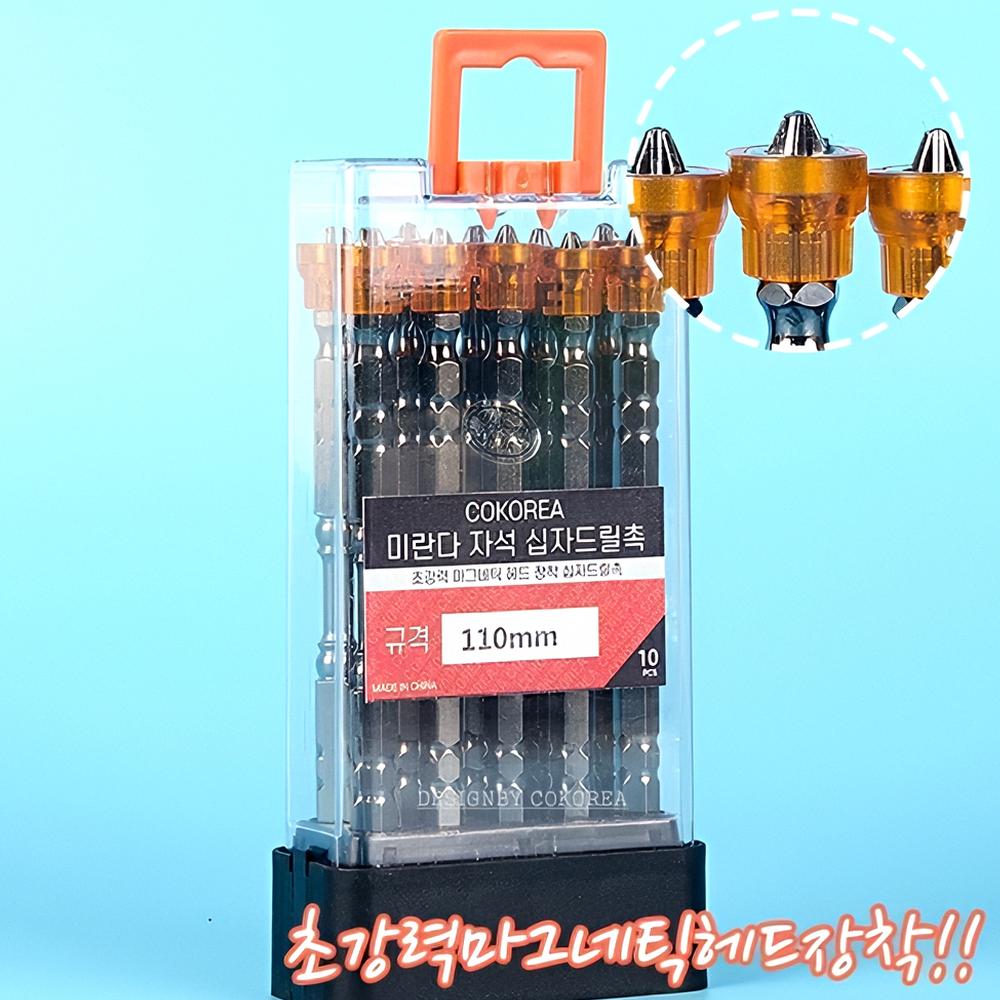 COKOREA
미란다 자석 십자드릴촉
초강력 마그네틱 헤드 장착 십자드릴촉
규격 110mm
10
PCS
MADE IN CHINA
DESIGNBY COKOREA
초강력마그네틱헤드장착!!